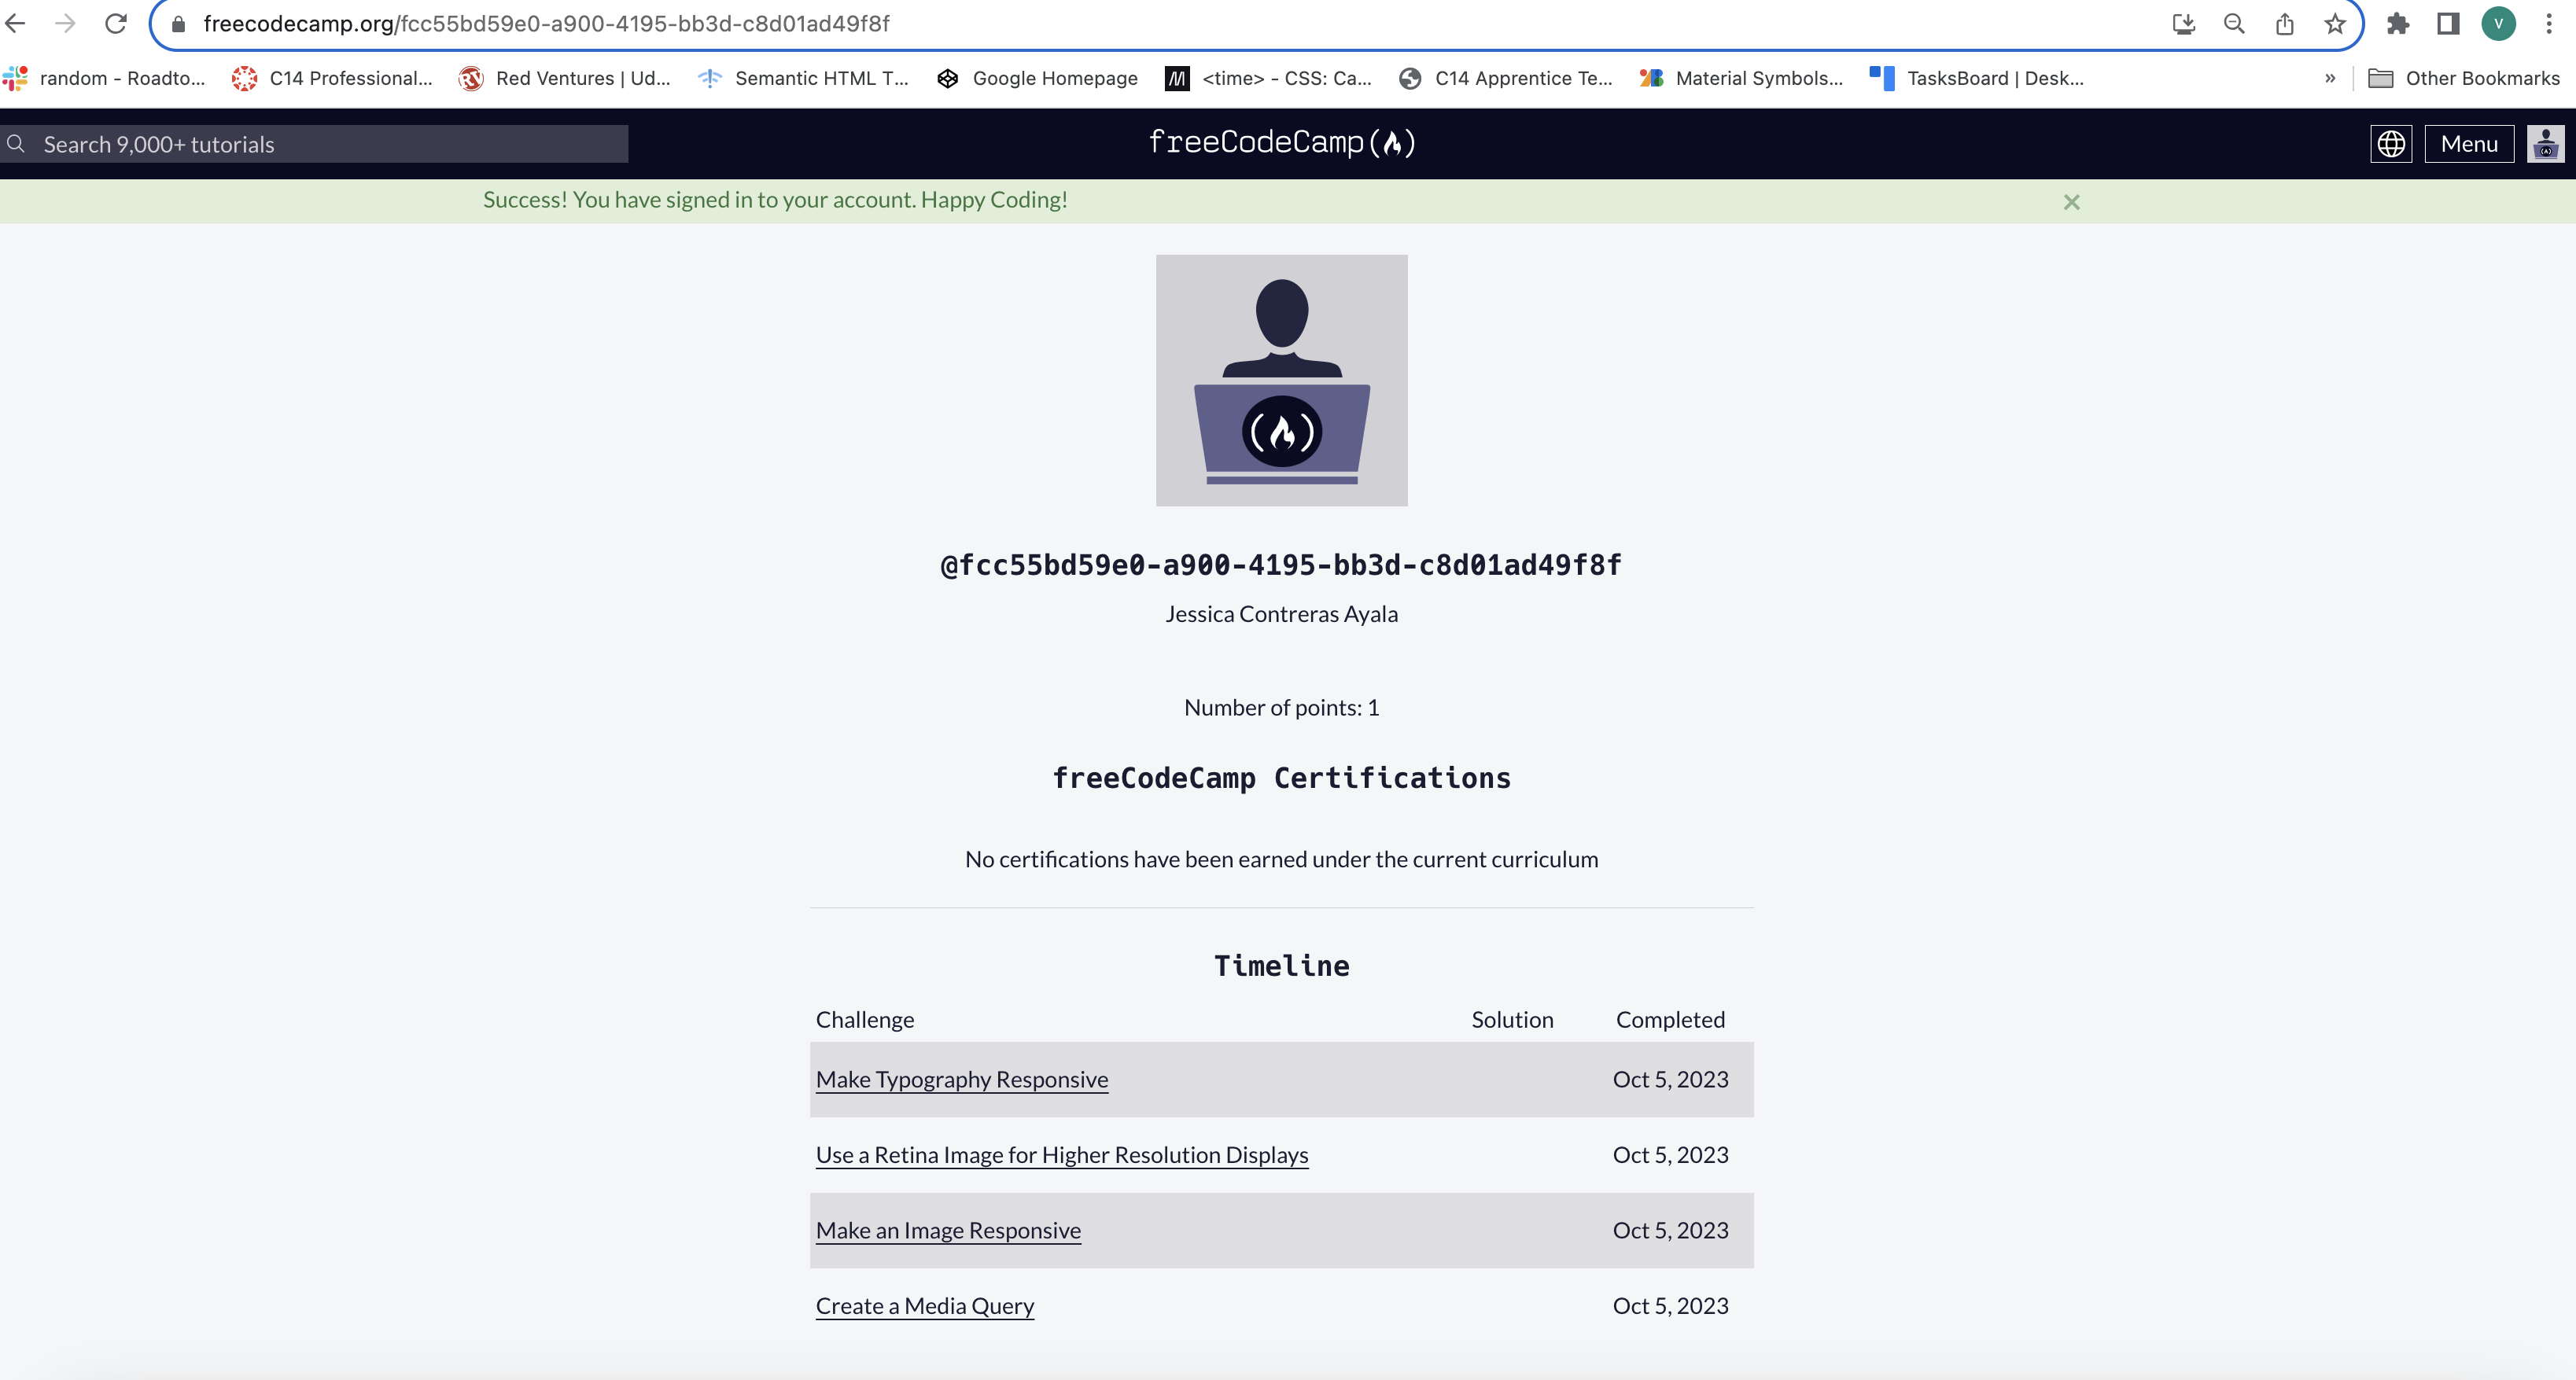 freecodecamp.org/fcc55bd59e0-a900-4195-bb3d-c8d01ad49f8f
V
random - Roadto... C14 Professional... Red Ventures | Ud... Semantic HTML T... Google Homepage <time> - CSS: Ca... C14 Apprentice Te... Material Symbols... TasksBoard | Desk... » Other Bookmarks
Search 9,000+ tutorials freeCodeCamp Menu
Success! You have signed in to your account. Happy Coding! ×
@fcc55bd59e0-a900-4195-bb3d-c8d01ad49f8f
Jessica Contreras Ayala
Number of points: 1
freeCodeCamp Certifications
No certifications have been earned under the current curriculum
Timeline
Challenge Solution Completed
Make Typography Responsive Oct 5, 2023
Use a Retina Image for Higher Resolution Displays Oct 5, 2023
Make an Image Responsive Oct 5, 2023
Create a Media Query Oct 5, 2023